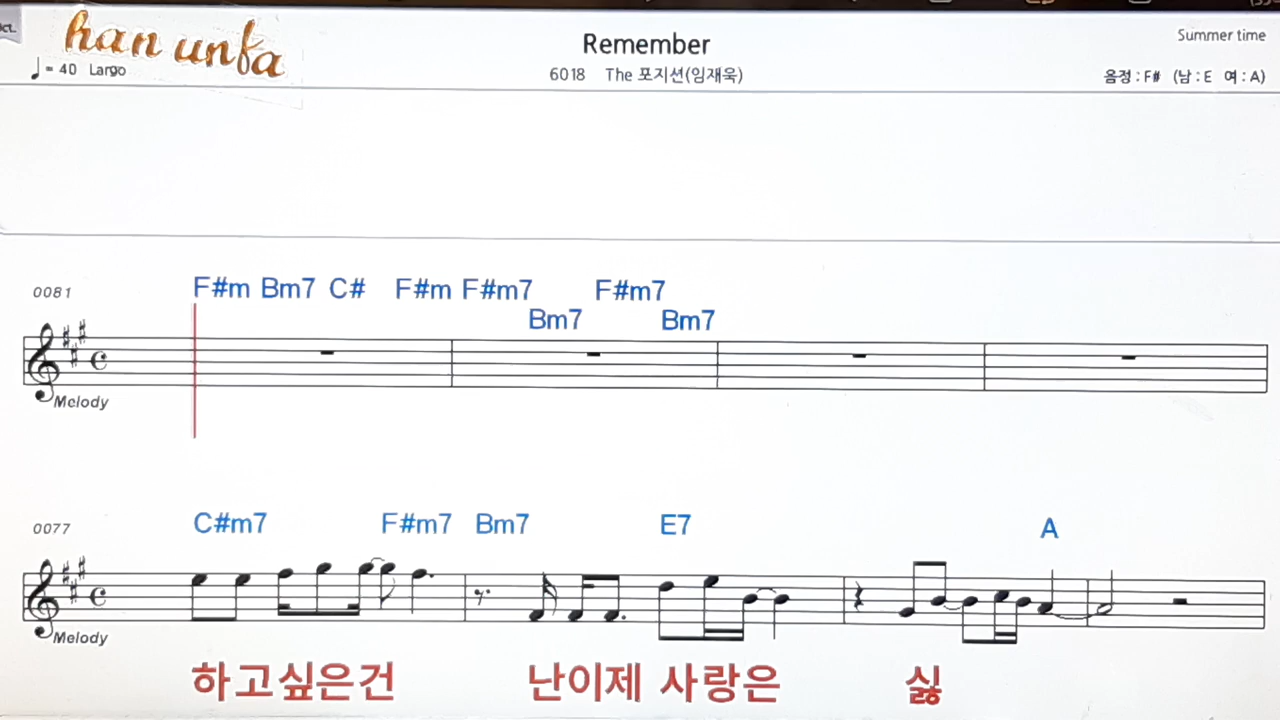 ct.
han unfa
Remember
Summer time
♩= 40 Largo
6018 The 포지션(임재욱)
음정 : F# (남 : E 여 : A)
0081
F#m Bm7 C# F#m F#m7 F#m7
Bm7 Bm7
Melody
0077
C#m7 F#m7 Bm7 E7 A
Melody
하고싶은건 난이제 사랑은 싫